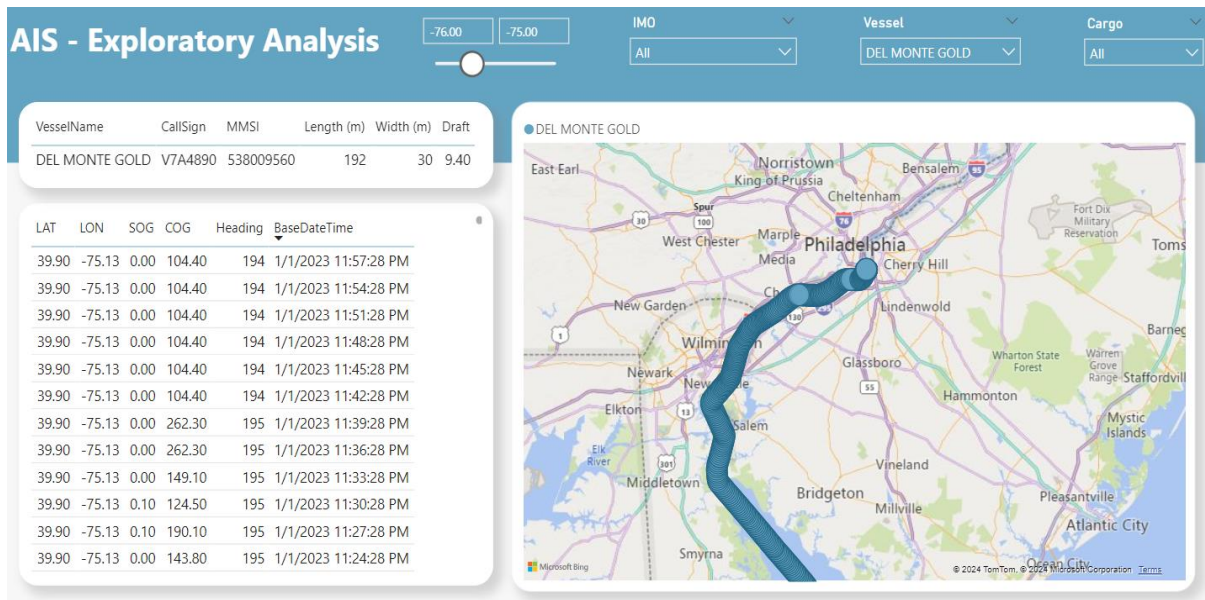 AIS - Exploratory Analysis
-76.00 -75.00
IMO
All
Vessel
DEL MONTE GOLD
Cargo
All
VesselName CallSign MMSI Length (m) Width (m) Draft
DEL MONTE GOLD V7A4890 538009560 192 30 9.40
LAT LON SOG COG Heading BaseDateTime
39.90 -75.13 0.00 104.40 194 1/1/2023 11:57:28 PM
39.90 -75.13 0.00 104.40 194 1/1/2023 11:54:28 PM
39.90 -75.13 0.00 104.40 194 1/1/2023 11:51:28 PM
39.90 -75.13 0.00 104.40 194 1/1/2023 11:48:28 PM
39.90 -75.13 0.00 104.40 194 1/1/2023 11:45:28 PM
39.90 -75.13 0.00 104.40 194 1/1/2023 11:42:28 PM
39.90 -75.13 0.00 262.30 195 1/1/2023 11:39:28 PM
39.90 -75.13 0.00 262.30 195 1/1/2023 11:36:28 PM
39.90 -75.13 0.00 149.10 195 1/1/2023 11:33:28 PM
39.90 -75.13 0.10 124.50 195 1/1/2023 11:30:28 PM
39.90 -75.13 0.10 190.10 195 1/1/2023 11:27:28 PM
39.90 -75.13 0.00 143.80 195 1/1/2023 11:24:28 PM
DEL MONTE GOLD
East Earl
Norristown
King of Prussia
Bensalem
95
Cheltenham
Spur
30
100
76
Fort Dix
Military
Reservation
West Chester
Marple
Media
Philadelphia
Toms
Cherry Hill
New Garden
130
Lindenwold
1
Barneg
Wilmin
Glassboro
Wharton State
Forest
Warren
Grove
Range
Staffordvill
Newark
55
Hammonton
Elkton
13
Salem
Mystic
Islands
Elk
River
301
Vineland
Middletown
Bridgeton
Millville
Pleasantville
Atlantic City
Smyrna
Ocean City
Microsoft Bing
© 2024 TomTom, © 2024 Microsoft Corporation Terms